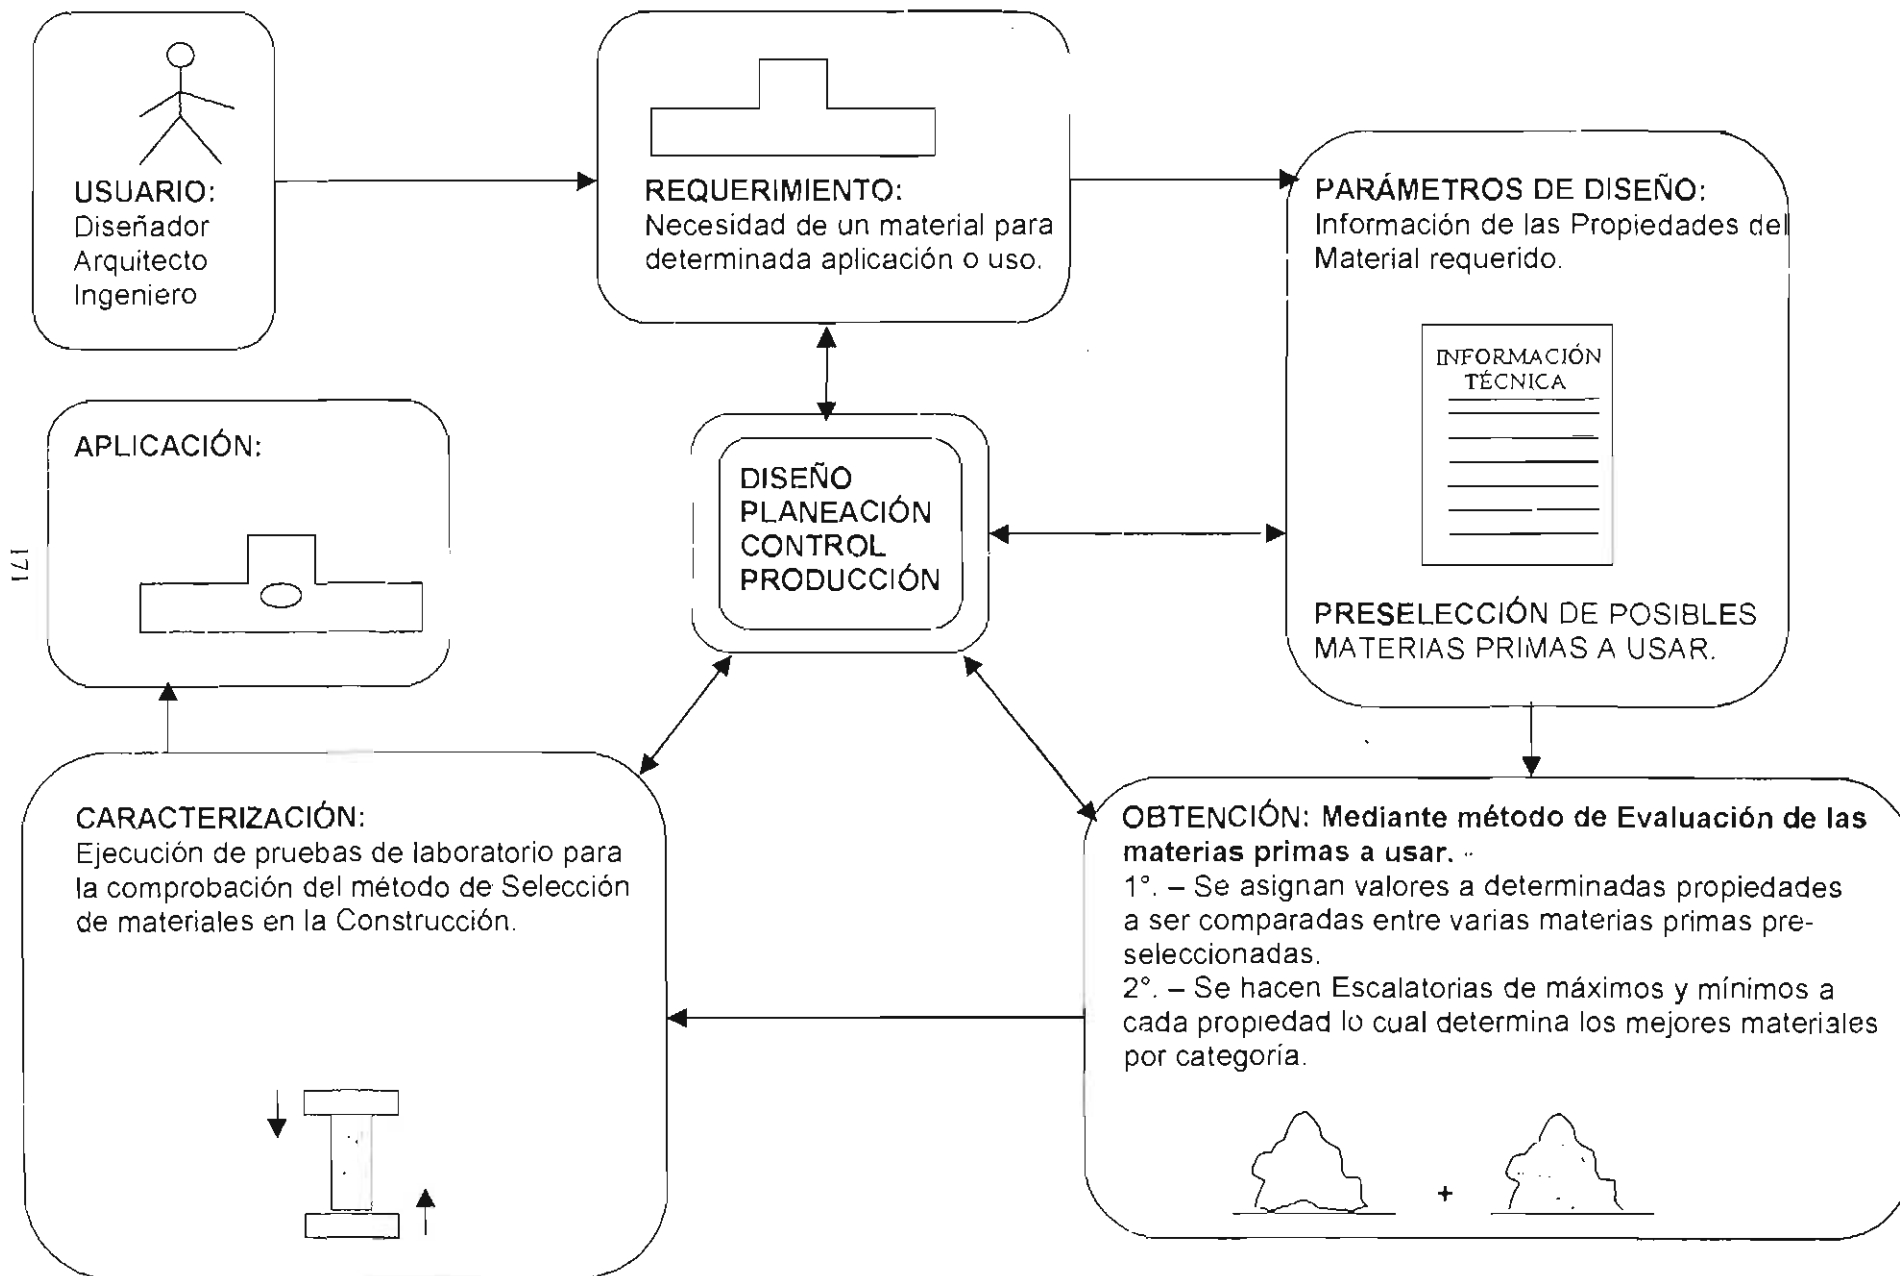 USUARIO:
Diseñador
Arquitecto
Ingeniero
REQUERIMIENTO:
Necesidad de un material para
determinada aplicación o uso.
PARÁMETROS DE DISEÑO:
Información de las Propiedades del
Material requerido.
INFORMACIÓN
TÉCNICA
PRESELECCIÓN DE POSIBLES
MATERIAS PRIMAS A USAR.
APLICACIÓN:
DISEÑO
PLANEACIÓN
CONTROL
PRODUCCIÓN
171
CARACTERIZACIÓN:
Ejecución de pruebas de laboratorio para
la comprobación del método de Selección
de materiales en la Construcción.
OBTENCIÓN: Mediante método de Evaluación de las
materias primas a usar.
1°. – Se asignan valores a determinadas propiedades
a ser comparadas entre varias materias primas pre-
seleccionadas.
2°. – Se hacen Escalatorias de máximos y mínimos a
cada propiedad lo cual determina los mejores materiales
por categoría.
+